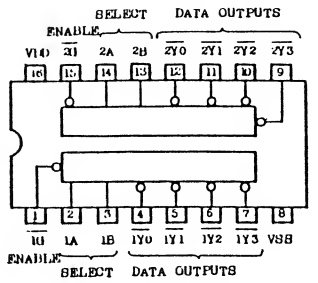 SELECT DATA OUTPUTS
ENABLE
VDD 2A 2B 2Y0 2Y1 2Y2 2Y3
16 15 14 13 12 11 10 9
1 2 3 4 5 6 7 8
1G 1A 1B 1Y0 1Y1 1Y2 1Y3 VSS
ENABLE
SELECT DATA OUTPUTS